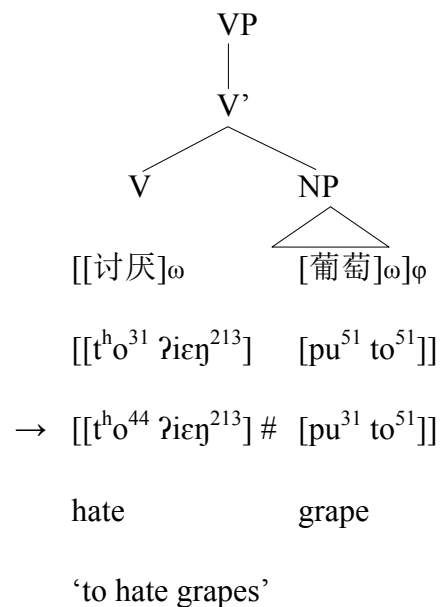 VP
V’
V NP
[[讨厌]ω [葡萄]ω]φ
[[tʰo³¹ ʔiɛŋ²¹³] [pu⁵¹ to⁵¹]]
→ [[tʰo⁴⁴ ʔiɛŋ²¹³] # [pu³¹ to⁵¹]]
hate grape
‘to hate grapes’